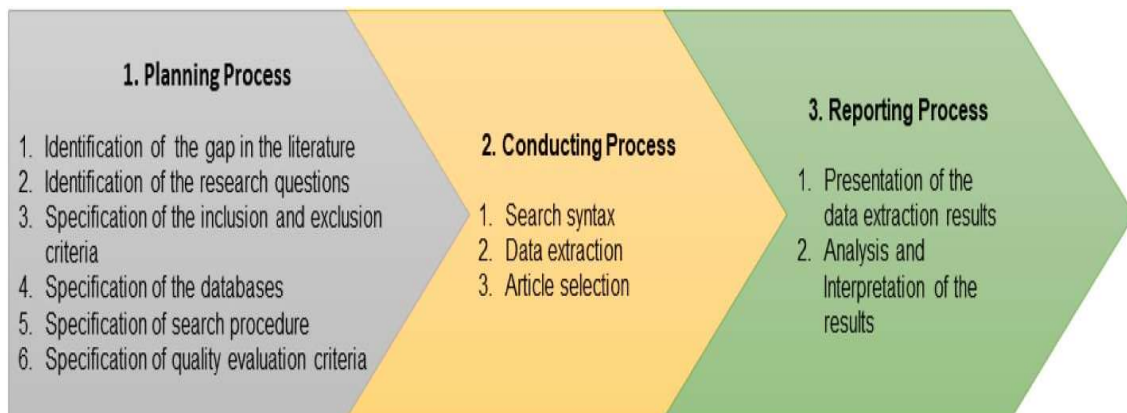 1. Planning Process
1. Identification of the gap in the literature
2. Identification of the research questions
3. Specification of the inclusion and exclusion
criteria
4. Specification of the databases
5. Specification of search procedure
6. Specification of quality evaluation criteria
2. Conducting Process
1. Search syntax
2. Data extraction
3. Article selection
3. Reporting Process
1. Presentation of the
data extraction results
2. Analysis and
Interpretation of the
results